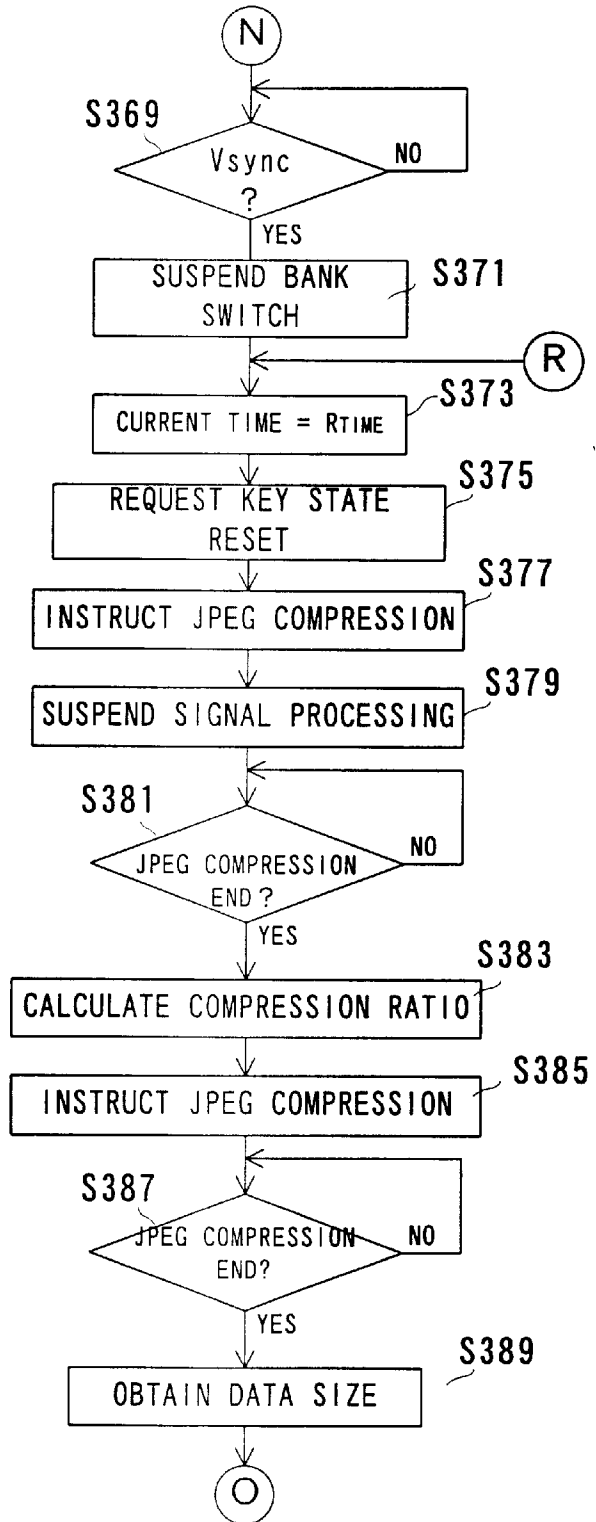 N
S369
Vsync
?
NO
YES
SUSPEND BANK
SWITCH
S371
R
S373
CURRENT TIME = RTIME
S375
REQUEST KEY STATE
RESET
S377
INSTRUCT JPEG COMPRESSION
S379
SUSPEND SIGNAL PROCESSING
S381
JPEG COMPRESSION
END?
NO
YES
S383
CALCULATE COMPRESSION RATIO
S385
INSTRUCT JPEG COMPRESSION
S387
JPEG COMPRESSION
END?
NO
YES
S389
OBTAIN DATA SIZE
O